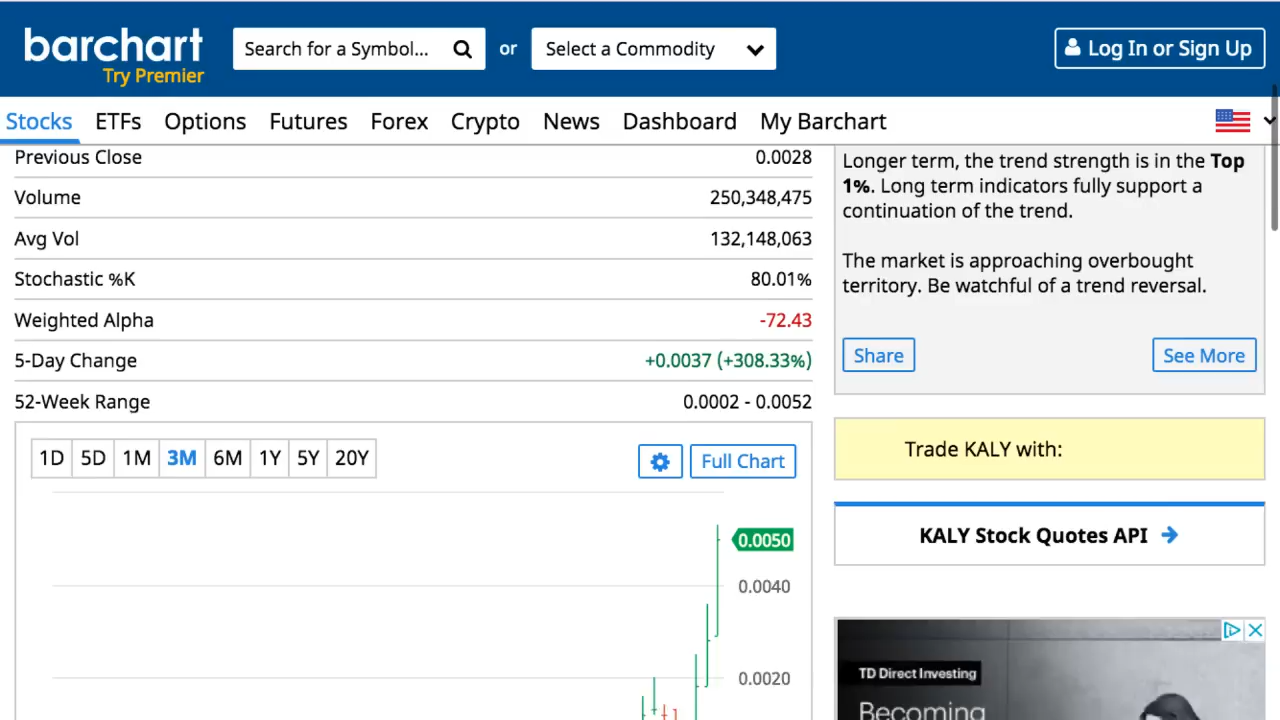 barchart
Try Premier
Search for a Symbol...
or
Select a Commodity
Log In or Sign Up
Stocks ETFs Options Futures Forex Crypto News Dashboard My Barchart
Previous Close 0.0028
Volume 250,348,475
Avg Vol 132,148,063
Stochastic %K 80.01%
Weighted Alpha -72.43
5-Day Change +0.0037 (+308.33%)
52-Week Range 0.0002 - 0.0052
1D 5D 1M 3M 6M 1Y 5Y 20Y
Full Chart
0.0050
0.0040
0.0020
Longer term, the trend strength is in the Top
1%. Long term indicators fully support a
continuation of the trend.
The market is approaching overbought
territory. Be watchful of a trend reversal.
Share
See More
Trade KALY with:
KALY Stock Quotes API
TD Direct Investing
Becoming